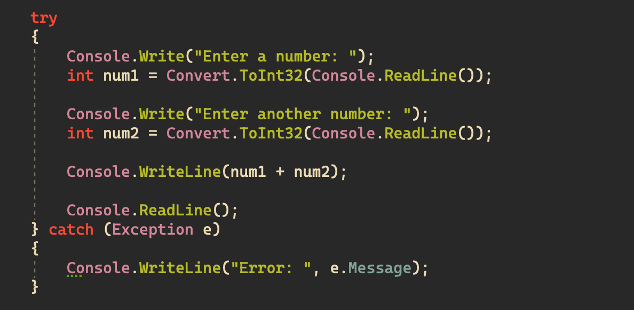 try
{
Console.Write("Enter a number: ");
int num1 = Convert.ToInt32(Console.ReadLine());
Console.Write("Enter another number: ");
int num2 = Convert.ToInt32(Console.ReadLine());
Console.WriteLine(num1 + num2);
Console.ReadLine();
} catch (Exception e)
{
Console.WriteLine("Error: ", e.Message);
}